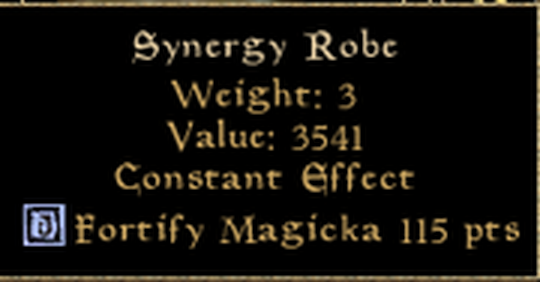 Synergy Robe
Weight: 3
Value: 3541
Constant Effect
Fortify Magicka 115 pts